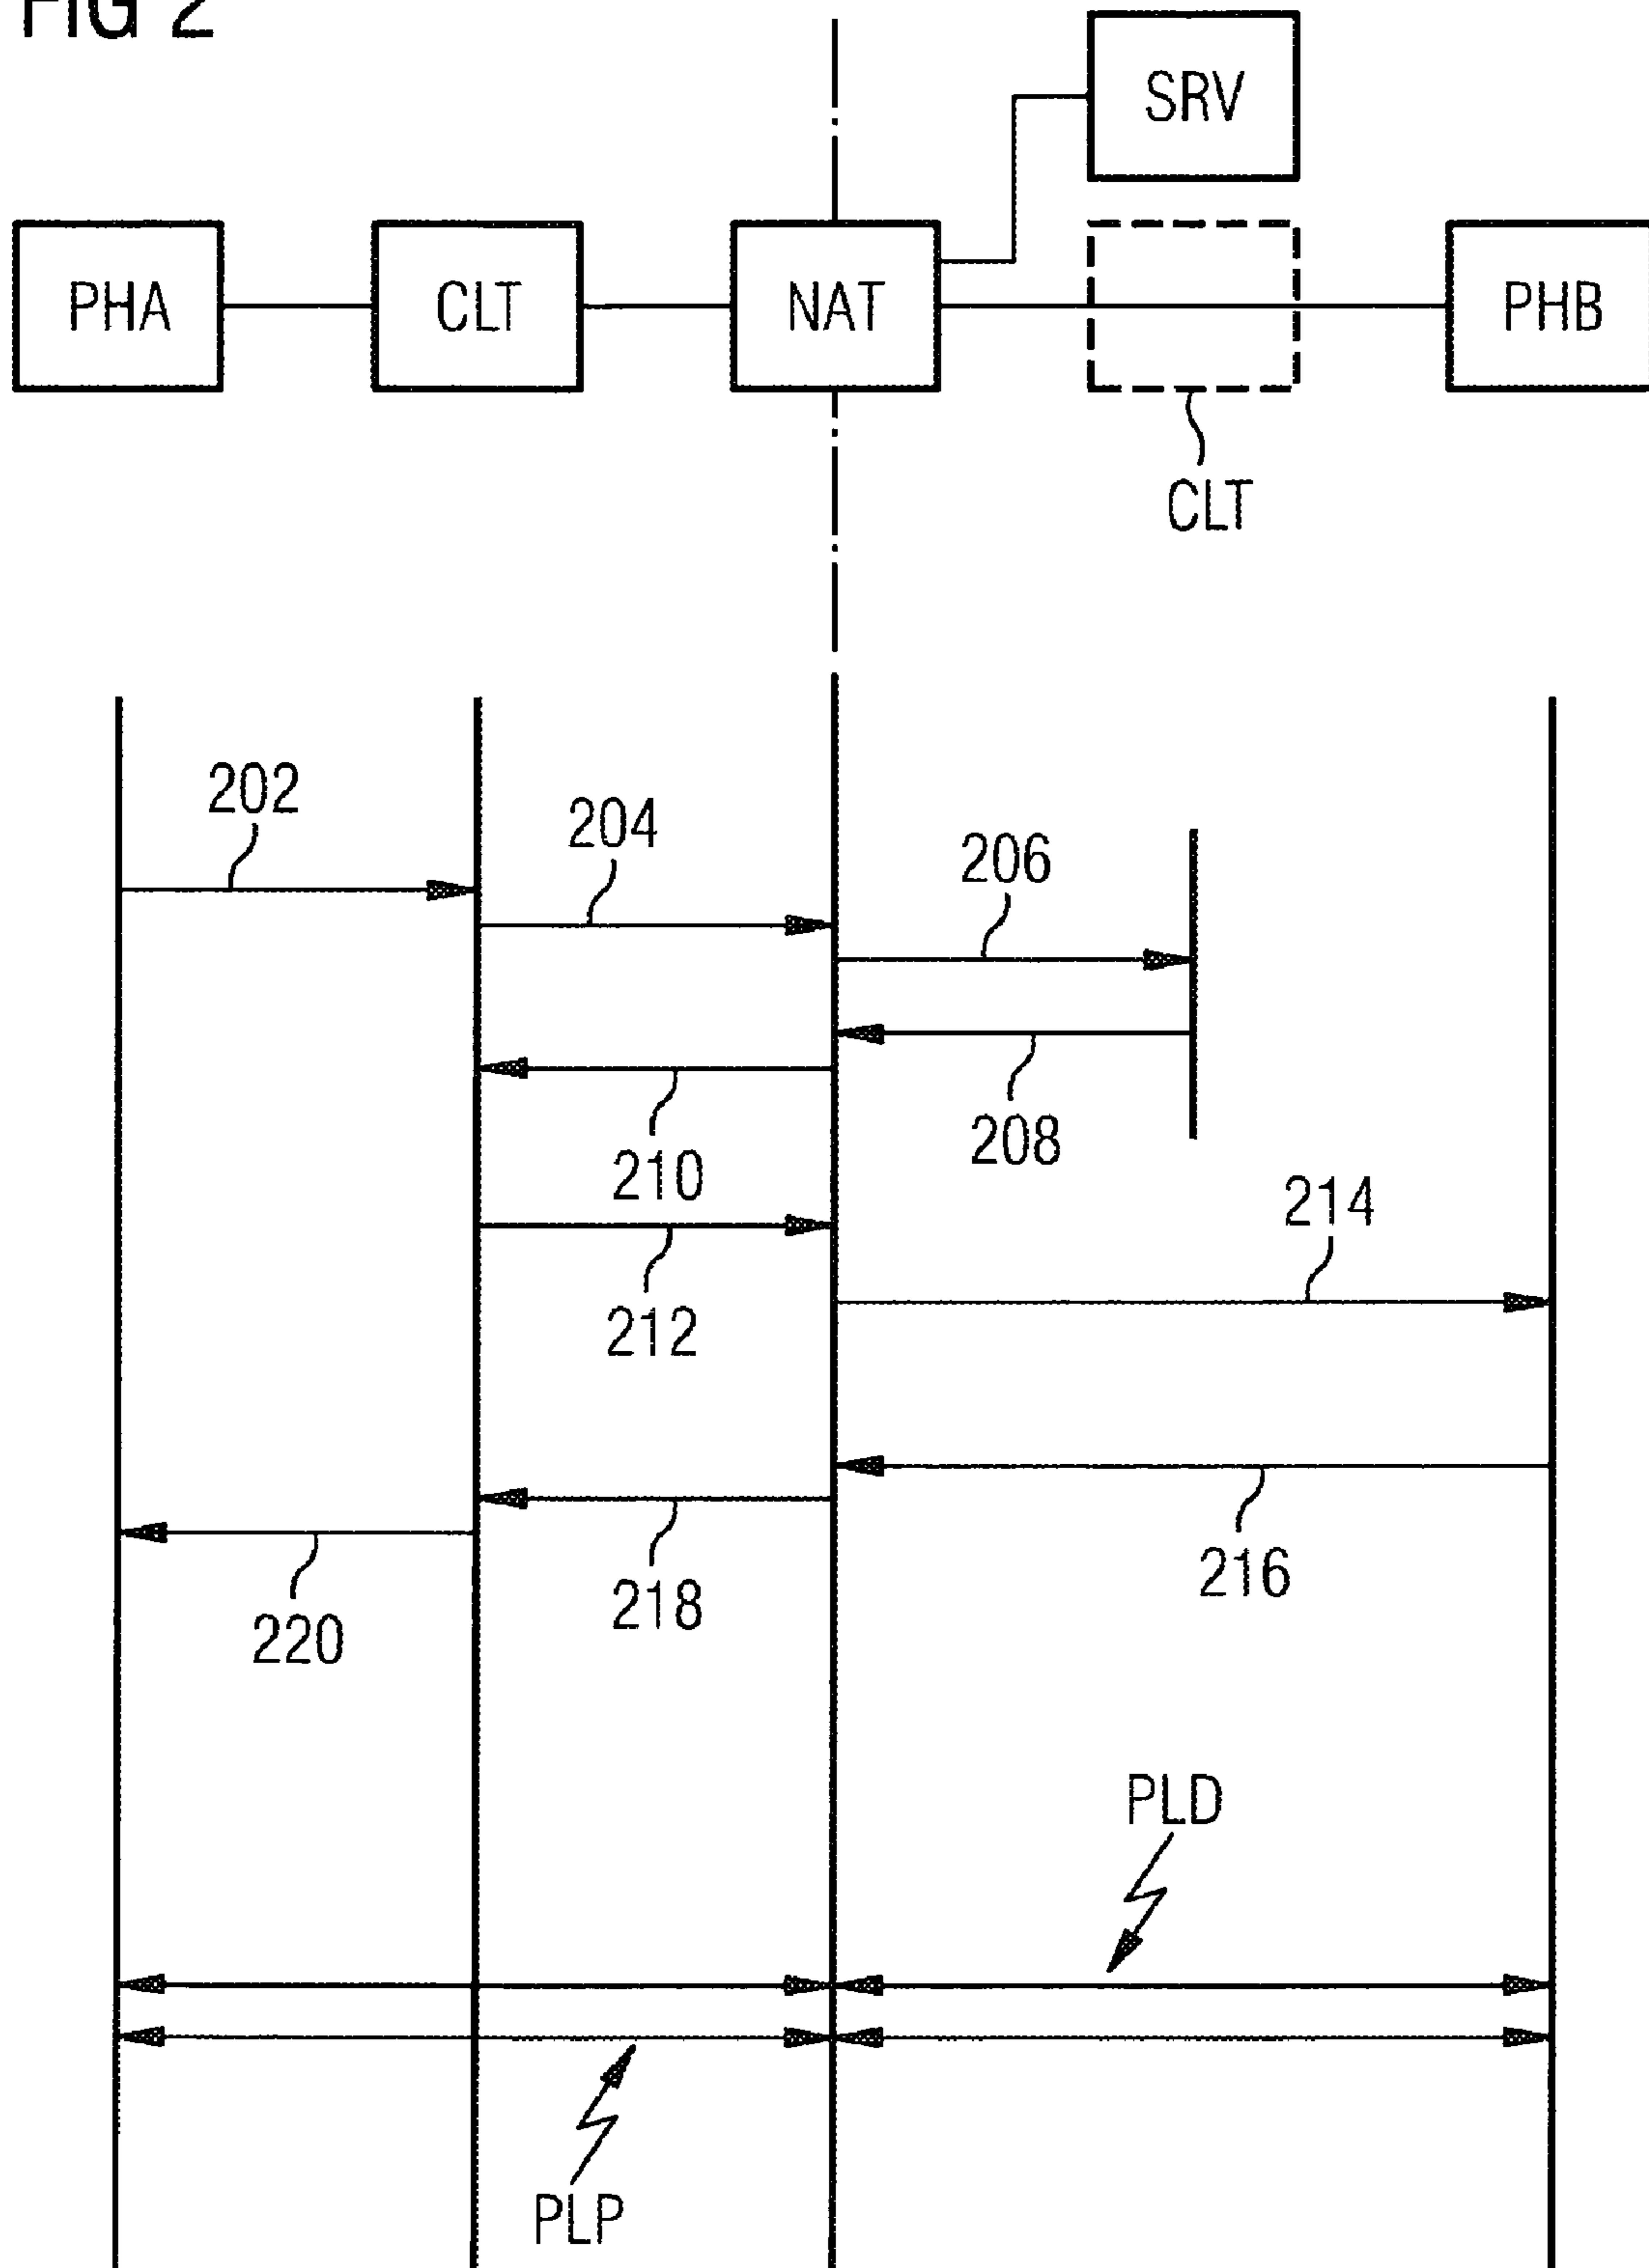 FIG 2
SRV
PHA
CLT
NAT
PHB
CLT
202
204
206
208
210
214
212
216
218
220
PLD
PLP